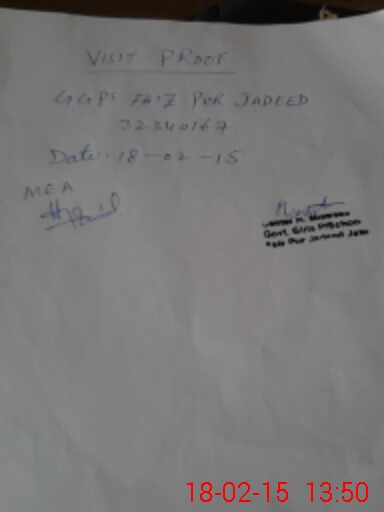 VISIT PROOF
GGPS FAIZ PUR JADEED
32340167
Date: 18-02-15
MEA
Govt. Girls
Pur
18-02-15 13:50